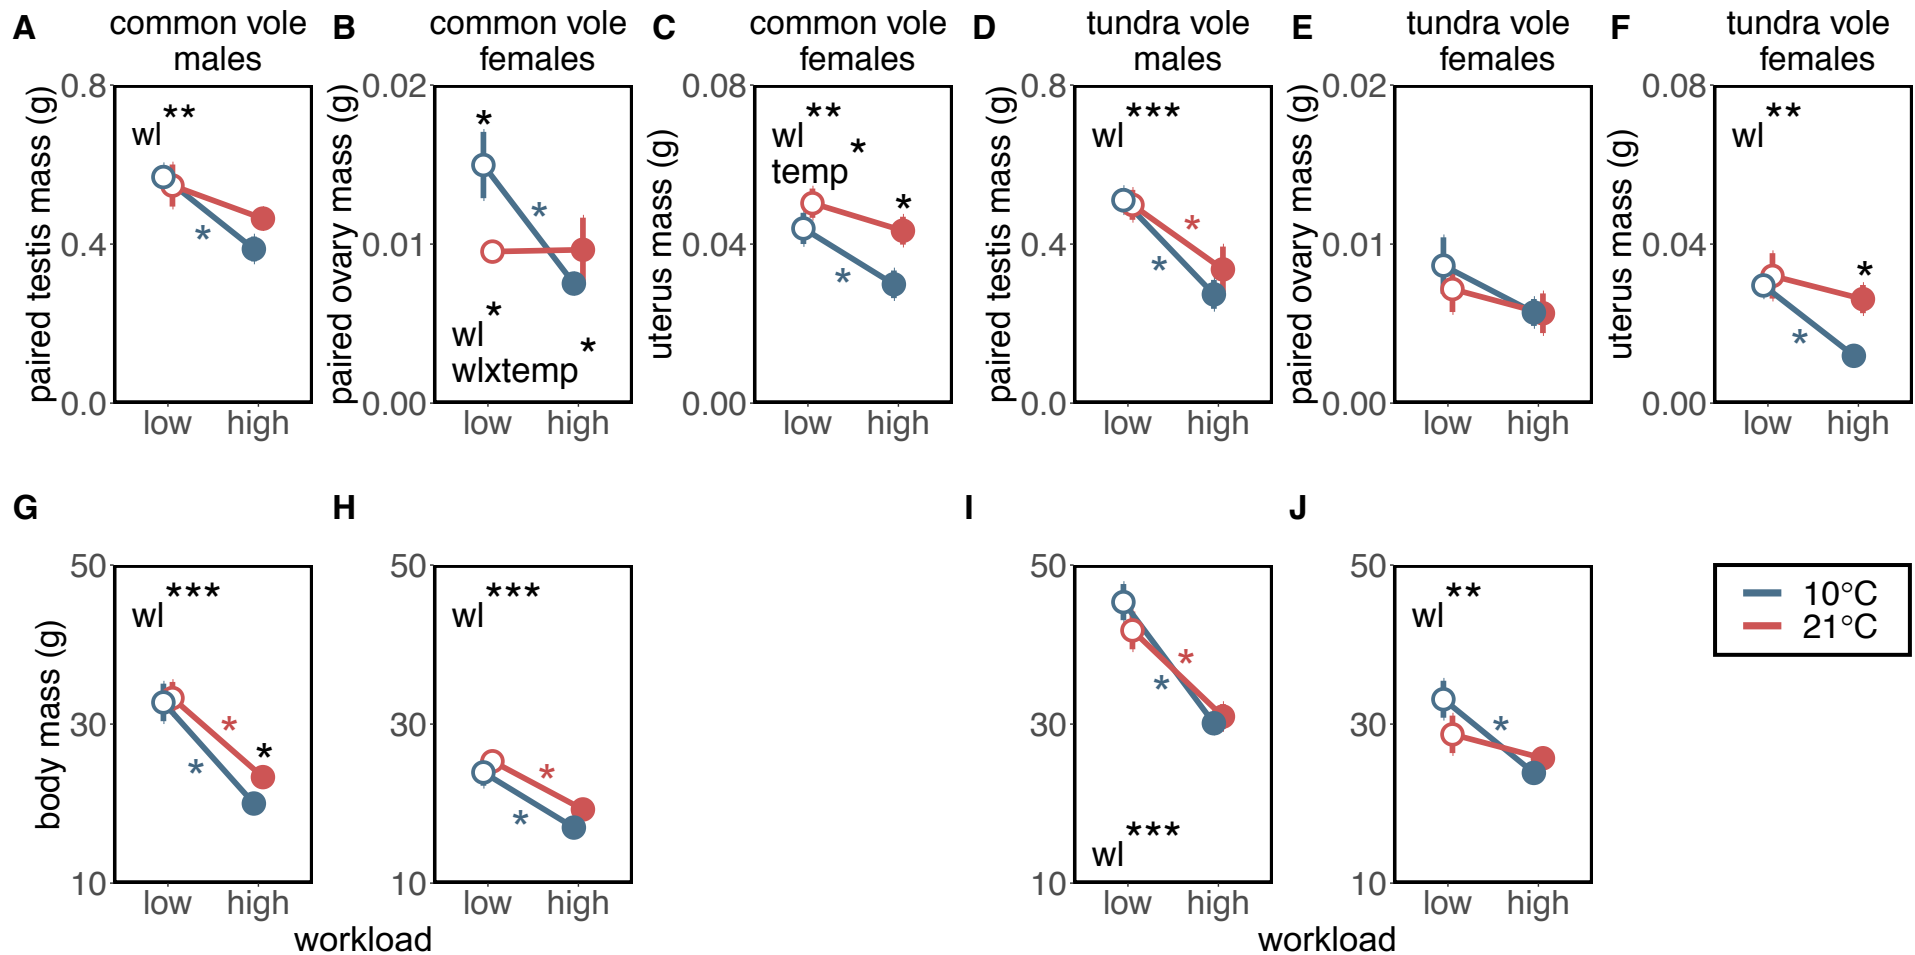 A
common vole
males
paired testis mass (g)
0.8
0.4
0.0
wl**
*
low
high
B
common vole
females
paired ovary mass (g)
0.02
0.01
0.00
*
*
wl*
wlxtemp*
low
high
C
common vole
females
uterus mass (g)
0.08
0.04
0.00
wl**
temp*
*
*
low
high
D
tundra vole
males
paired testis mass (g)
0.8
0.4
0.0
wl***
*
*
low
high
E
tundra vole
females
paired ovary mass (g)
0.02
0.01
0.00
low
high
F
tundra vole
females
uterus mass (g)
0.08
0.04
0.00
wl**
*
*
low
high
G
body mass (g)
50
30
10
wl***
*
*
*
low
high
H
50
30
10
wl***
*
*
low
high
workload
I
50
30
10
*
*
wl***
low
high
J
50
30
10
wl**
*
low
high
workload
10°C
21°C